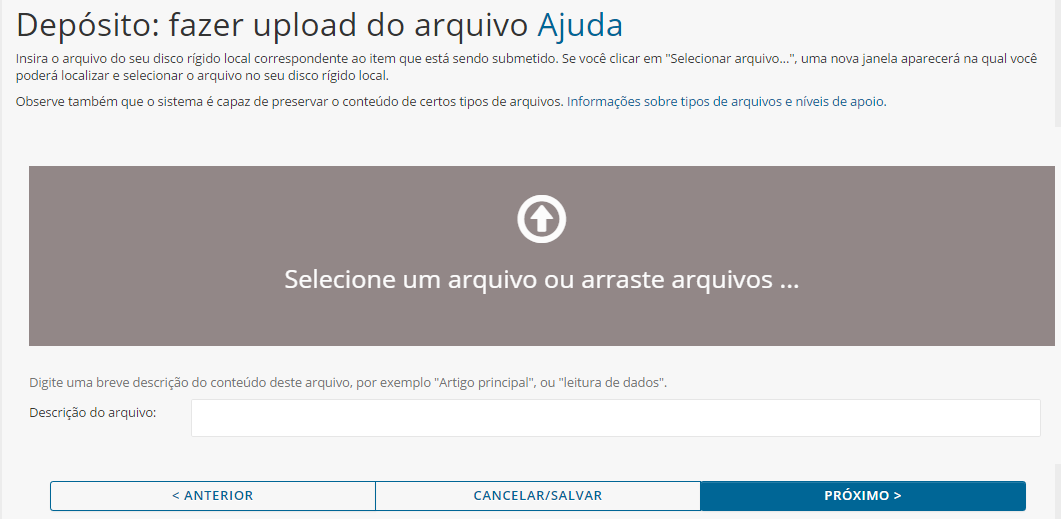 Depósito: fazer upload do arquivo Ajuda
Insira o arquivo do seu disco rígido local correspondente ao item que está sendo submetido. Se você clicar em "Selecionar arquivo...", uma nova janela aparecerá na qual você
poderá localizar e selecionar o arquivo no seu disco rígido local.
Observe também que o sistema é capaz de preservar o conteúdo de certos tipos de arquivos. Informações sobre tipos de arquivos e níveis de apoio.
Selecione um arquivo ou arraste arquivos ...
Digite uma breve descrição do conteúdo deste arquivo, por exemplo "Artigo principal", ou "leitura de dados".
Descrição do arquivo:
< ANTERIOR
CANCELAR/SALVAR
PRÓXIMO >